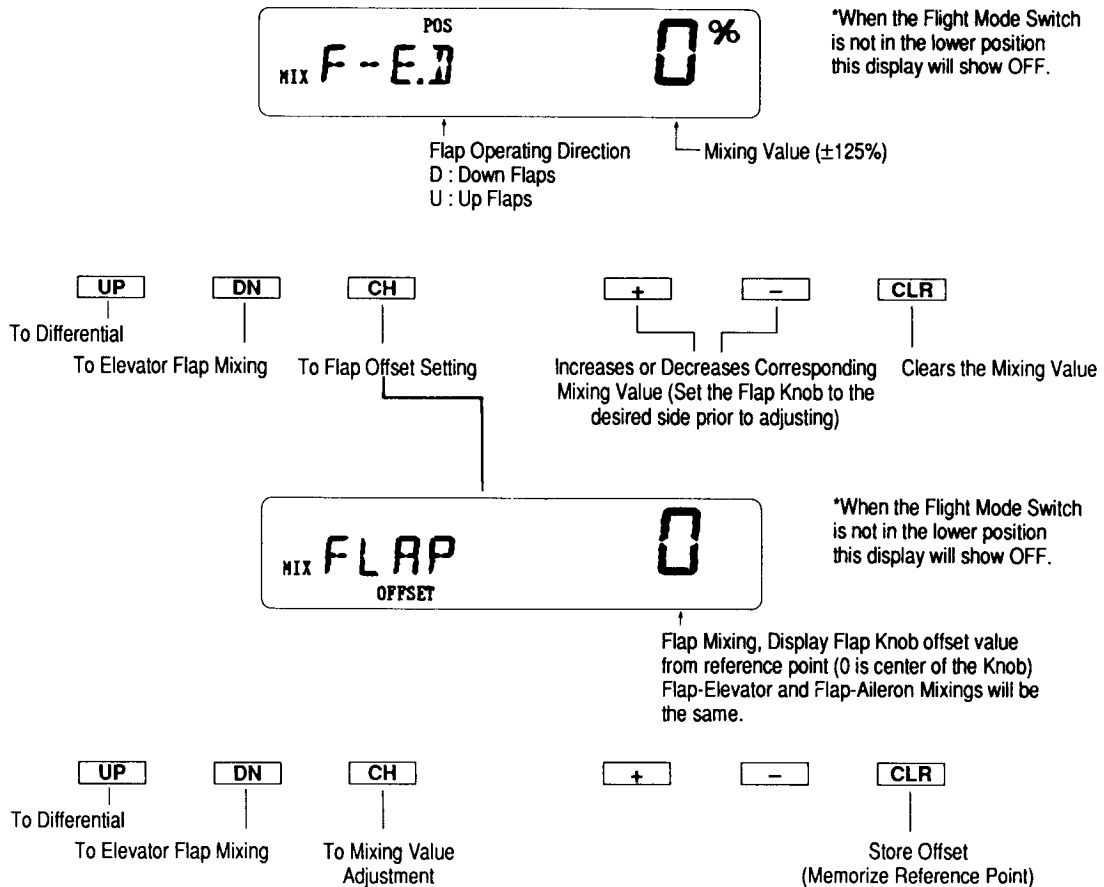 POS
MIX F-E.D 0%
*When the Flight Mode Switch
is not in the lower position
this display will show OFF.
Flap Operating Direction
D : Down Flaps
U : Up Flaps
Mixing Value (±125%)
UP DN CH + − CLR
To Differential
To Elevator Flap Mixing
To Flap Offset Setting
Increases or Decreases Corresponding
Mixing Value (Set the Flap Knob to the
desired side prior to adjusting)
Clears the Mixing Value
MIX FLAP 0
OFFSET
*When the Flight Mode Switch
is not in the lower position
this display will show OFF.
Flap Mixing, Display Flap Knob offset value
from reference point (0 is center of the Knob)
Flap-Elevator and Flap-Aileron Mixings will be
the same.
UP DN CH + − CLR
To Differential
To Elevator Flap Mixing
To Mixing Value
Adjustment
Store Offset
(Memorize Reference Point)